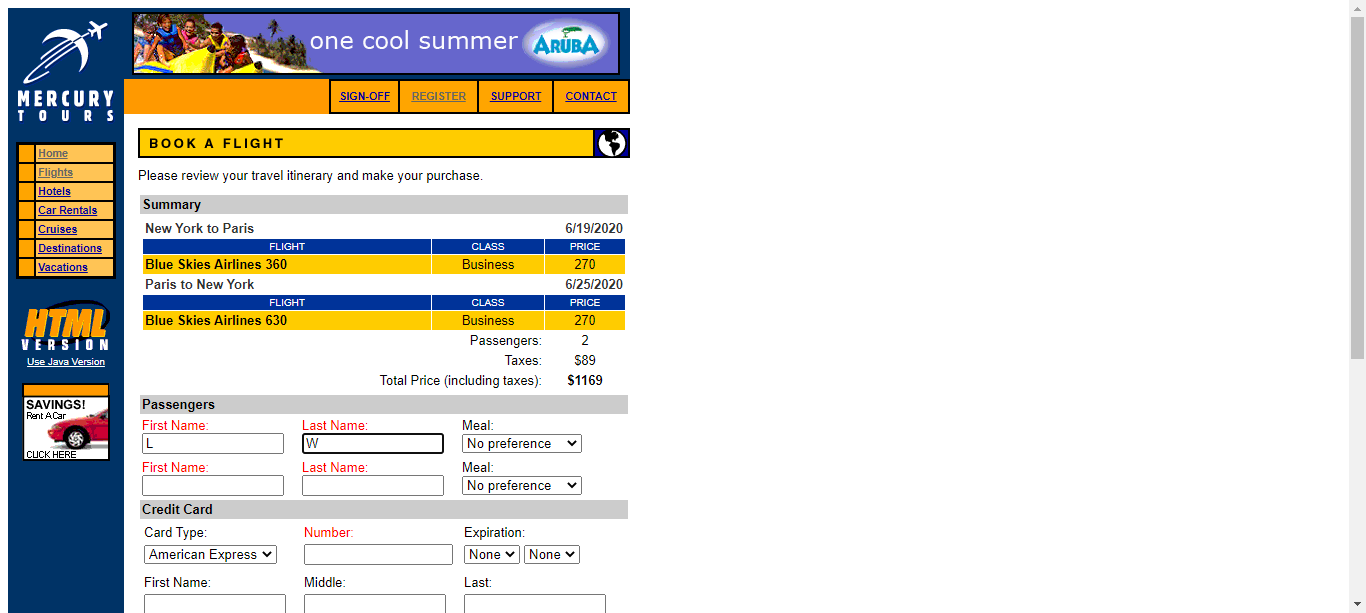 MERCURY
TOURS
one cool summer ARUBA
SIGN-OFF REGISTER SUPPORT CONTACT
Home
Flights
Hotels
Car Rentals
Cruises
Destinations
Vacations
HTML
VERSION
Use Java Version
SAVINGS!
Rent A Car
CLICK HERE
BOOK A FLIGHT
Please review your travel itinerary and make your purchase.
Summary
New York to Paris 6/19/2020
FLIGHT CLASS PRICE
Blue Skies Airlines 360 Business 270
Paris to New York 6/25/2020
FLIGHT CLASS PRICE
Blue Skies Airlines 630 Business 270
Passengers: 2
Taxes: $89
Total Price (including taxes): $1169
Passengers
First Name: Last Name: Meal:
L W No preference
First Name: Last Name: Meal:
No preference
Credit Card
Card Type: Number: Expiration:
American Express None None
First Name: Middle: Last: